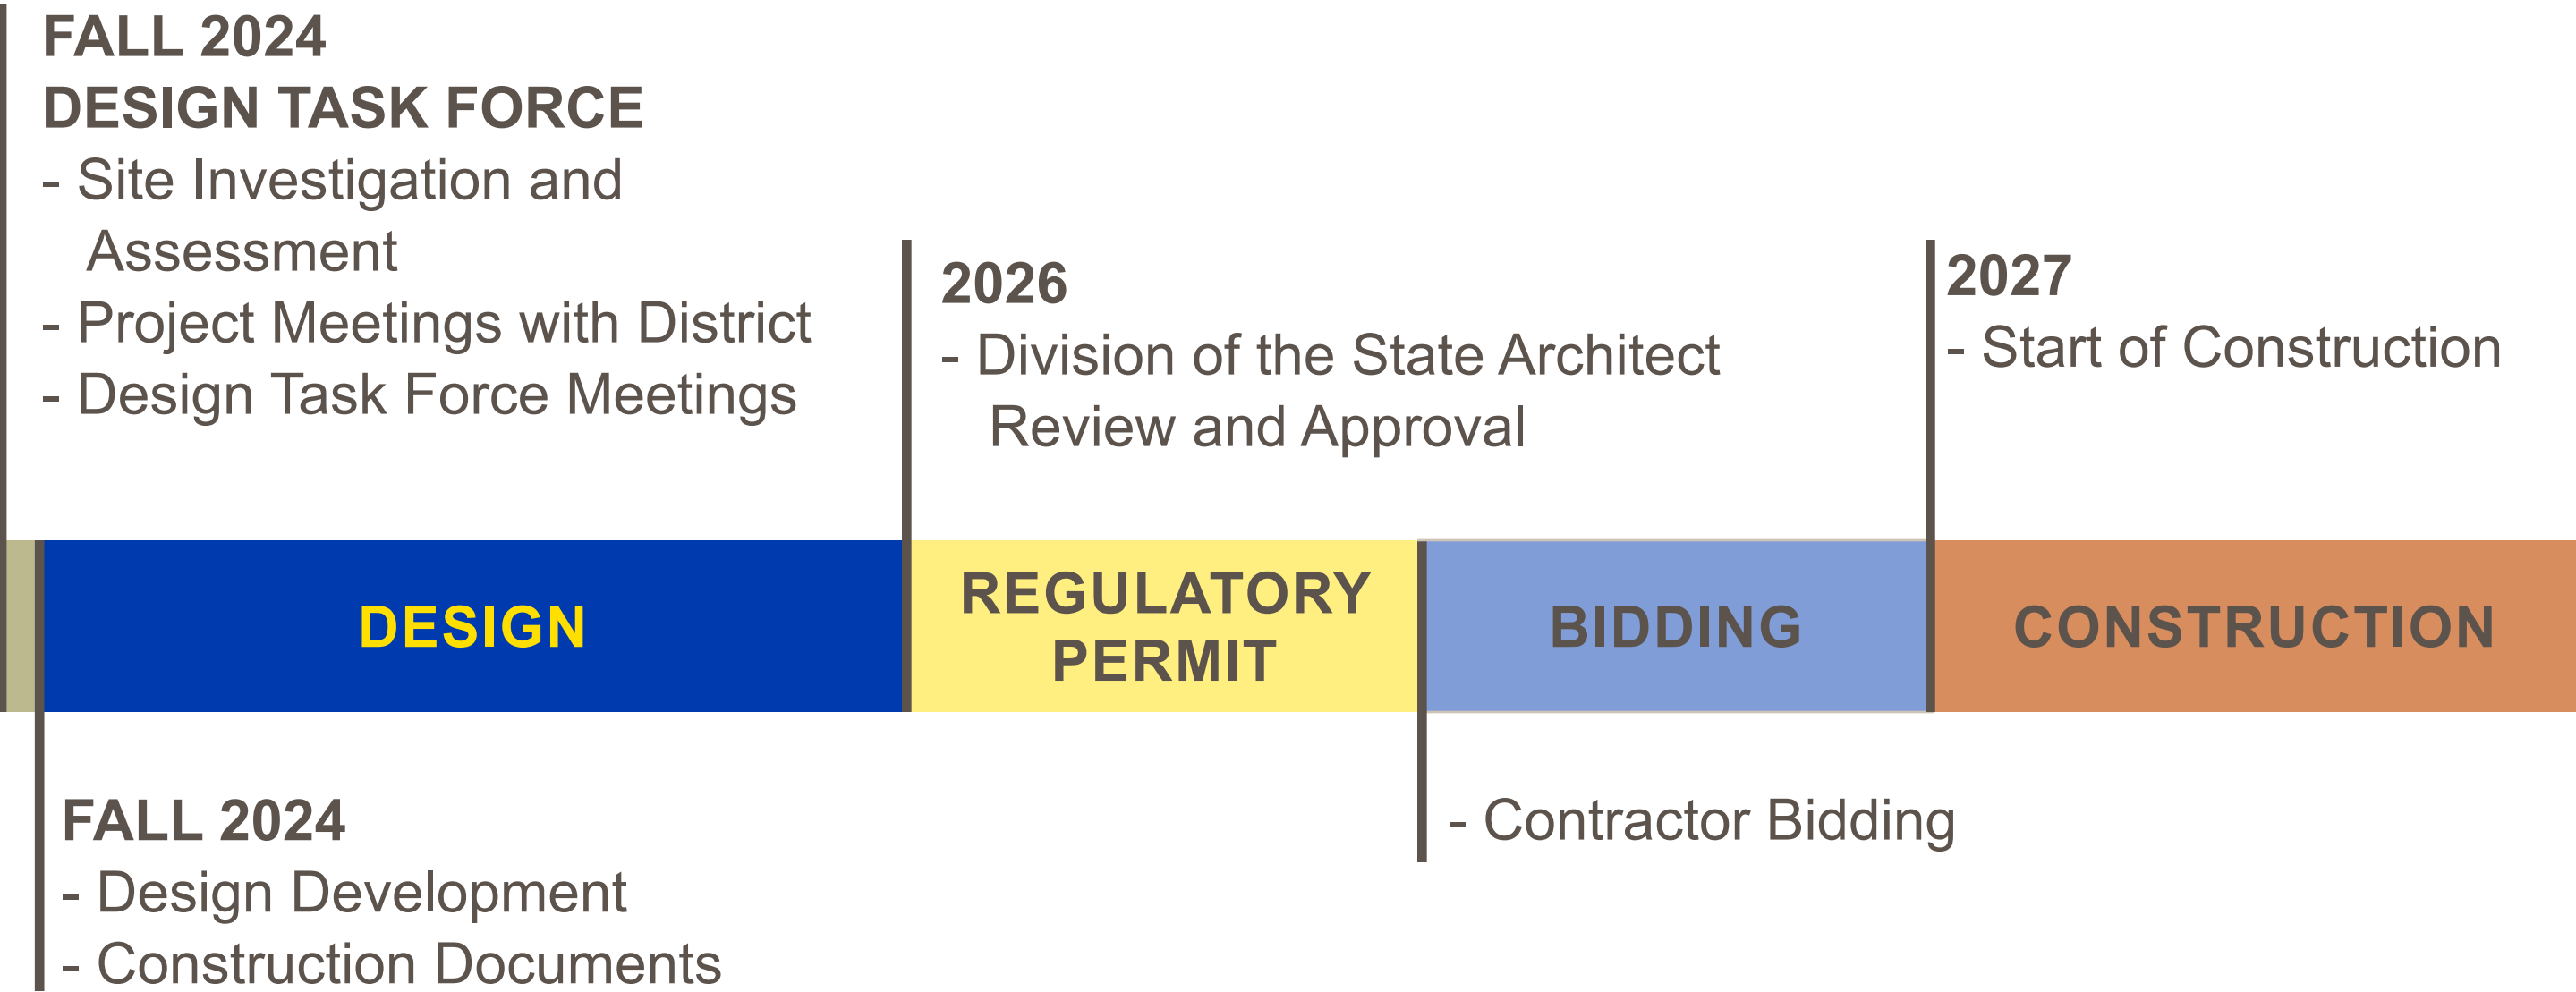 FALL 2024
DESIGN TASK FORCE
- Site Investigation and
Assessment
- Project Meetings with District
- Design Task Force Meetings
2026
- Division of the State Architect
Review and Approval
2027
- Start of Construction
DESIGN
REGULATORY
PERMIT
BIDDING
CONSTRUCTION
FALL 2024
- Design Development
- Construction Documents
- Contractor Bidding